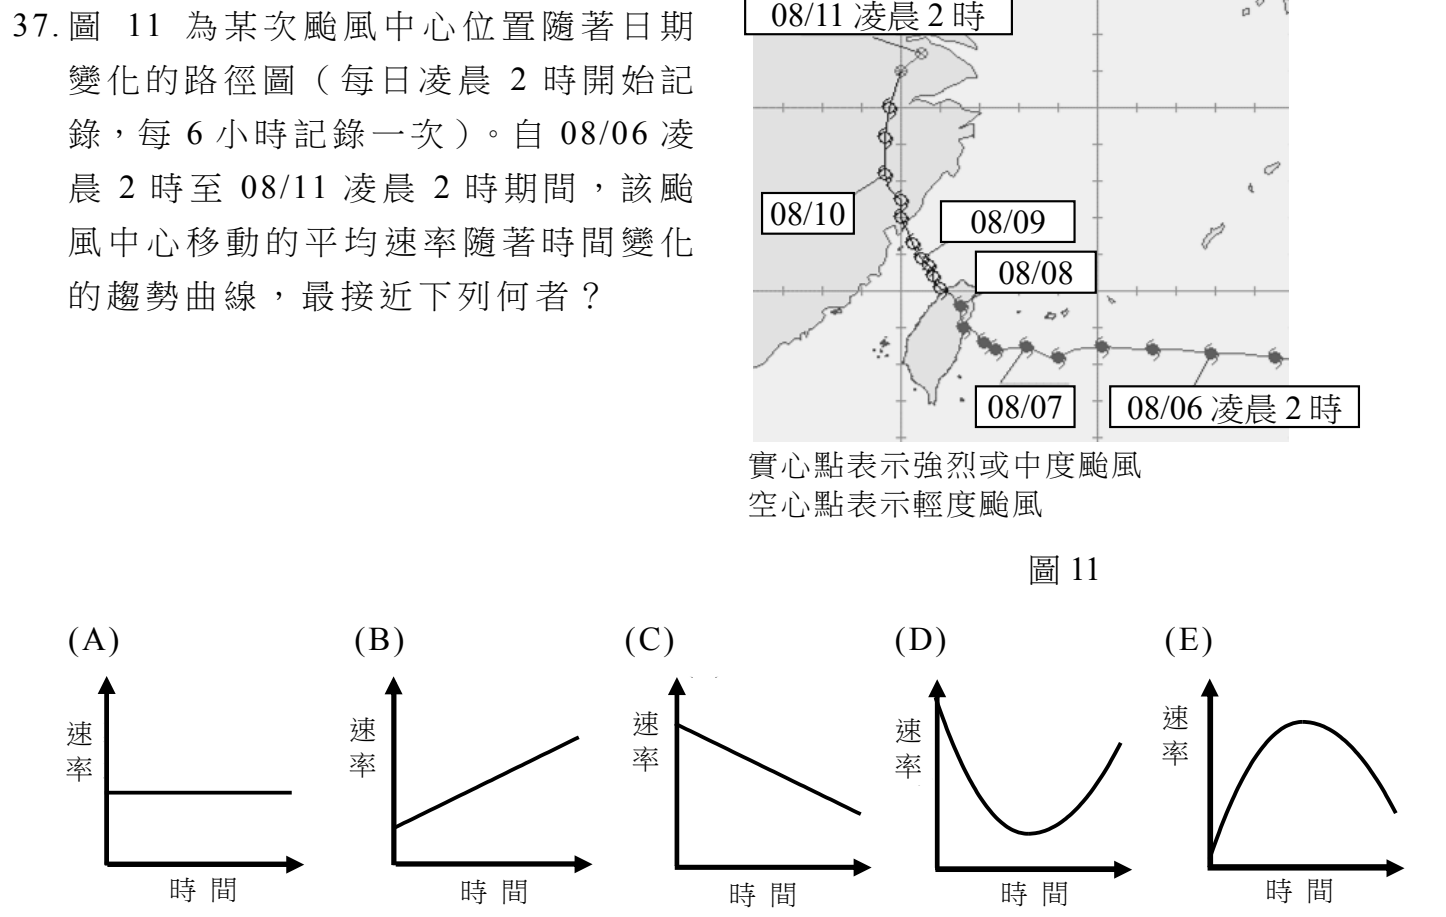 37. 圖 11 為某次颱風中心位置隨著日期
變化的路徑圖（每日凌晨 2 時開始記
錄，每 6 小時記錄一次）。自 08/06 凌
晨 2 時至 08/11 凌晨 2 時期間，該颱
風中心移動的平均速率隨著時間變化
的趨勢曲線，最接近下列何者？
08/11 凌晨 2 時
08/10
08/09
08/08
08/07
08/06 凌晨 2 時
實心點表示強烈或中度颱風
空心點表示輕度颱風
圖 11
(A) (B) (C) (D) (E)
速率 速率 速率 速率 速率
時間 時間 時間 時間 時間